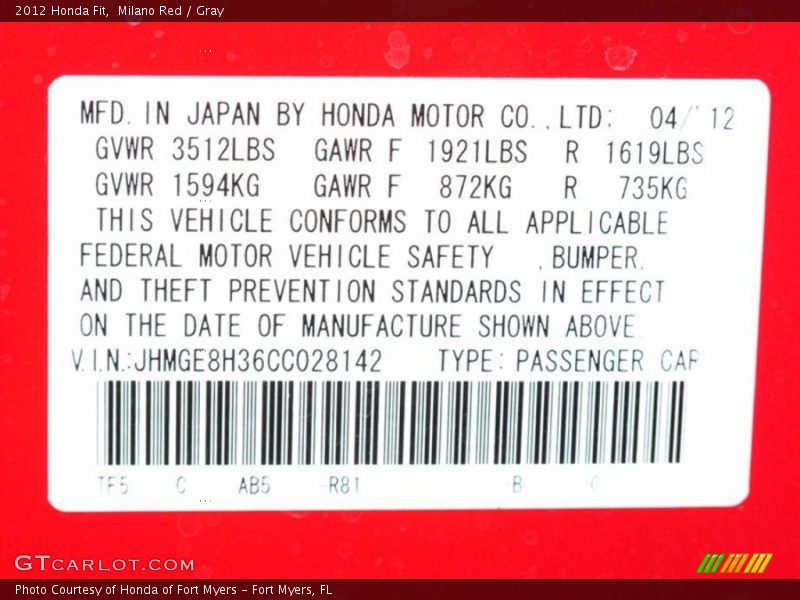 2012 Honda Fit,  Milano Red / Gray
MFD. IN JAPAN BY HONDA MOTOR CO., LTD: 04/'12
GVWR 3512LBS GAWR F 1921LBS R 1619LBS
GVWR 1594KG GAWR F 872KG R 735KG
THIS VEHICLE CONFORMS TO ALL APPLICABLE
FEDERAL MOTOR VEHICLE SAFETY , BUMPER,
AND THEFT PREVENTION STANDARDS IN EFFECT
ON THE DATE OF MANUFACTURE SHOWN ABOVE.
V.I.N.:JHMGE8H36CC028142 TYPE: PASSENGER CAR
TF5 C AB5 -R81 B C
GTCARLOT.COM
Photo Courtesy of Honda of Fort Myers - Fort Myers, FL